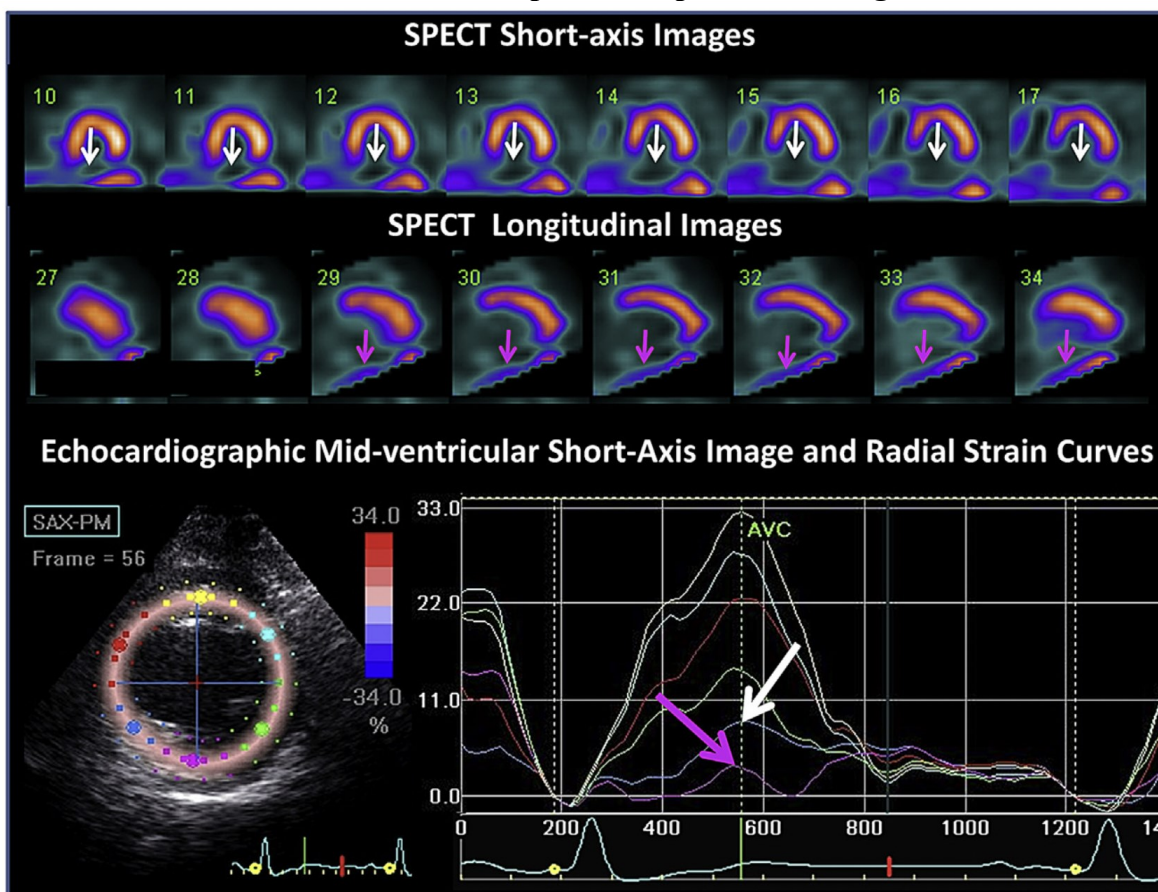 SPECT Short-axis Images
10 11 12 13 14 15 16 17
SPECT Longitudinal Images
27 28 29 30 31 32 33 34
Echocardiographic Mid-ventricular Short-Axis Image and Radial Strain Curves
SAX-PM
Frame = 56
34.0
-34.0
%
33.0
AVC
22.0
11.0
0.0
0 200 400 600 800 1000 1200